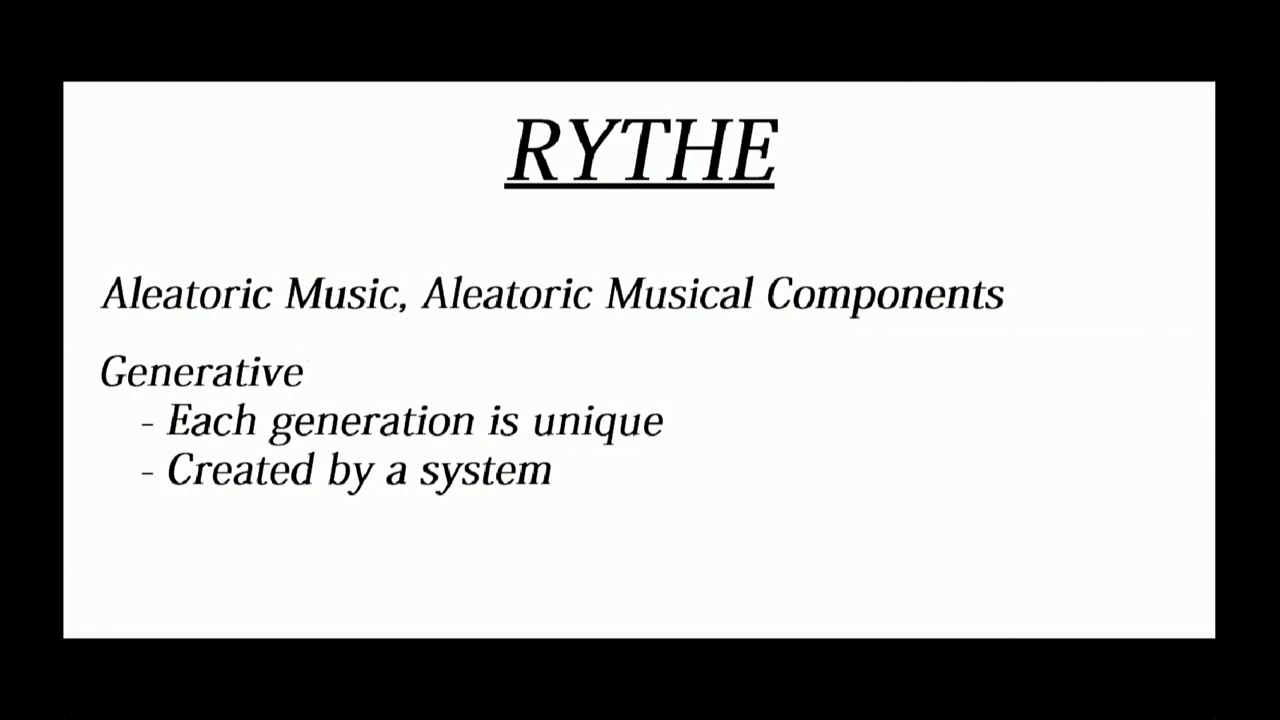 RYTHE
Aleatoric Music, Aleatoric Musical Components
Generative
- Each generation is unique
- Created by a system